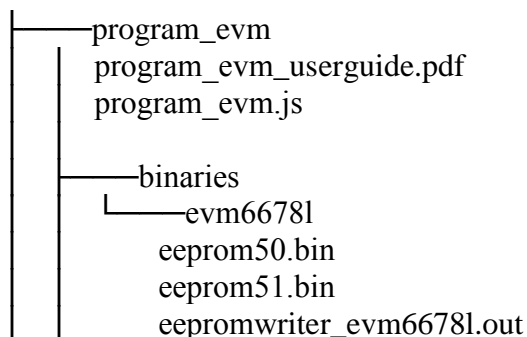 program_evm
program_evm_userguide.pdf
program_evm.js
binaries
evm6678l
eeprom50.bin
eeprom51.bin
eepromwriter_evm6678l.out